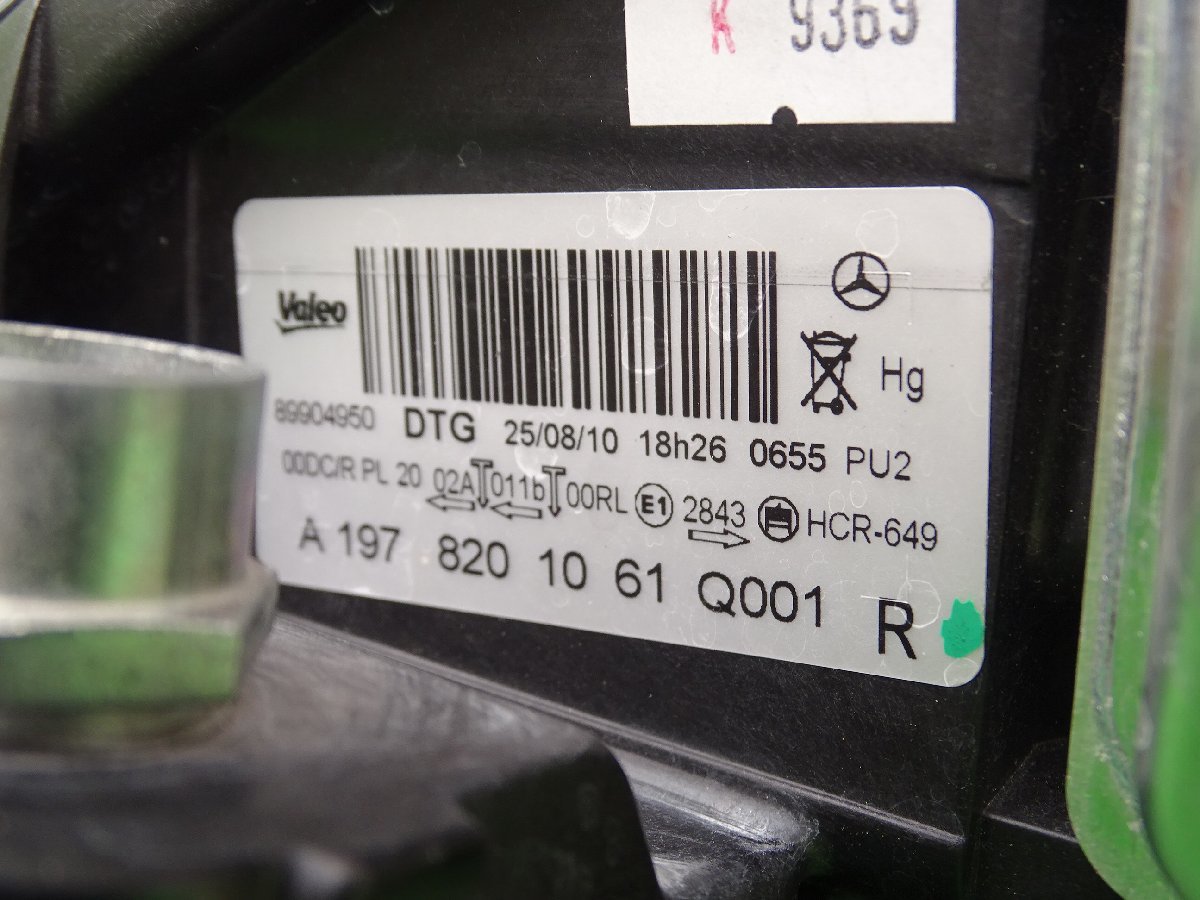 K 9369
Valeo
Hg
89904950 DTG 25/08/10 18h26 0655 PU2
00DC/R PL 20 02A 011b 00RL E1 2843 HCR-649
A 197 820 10 61 Q001 R